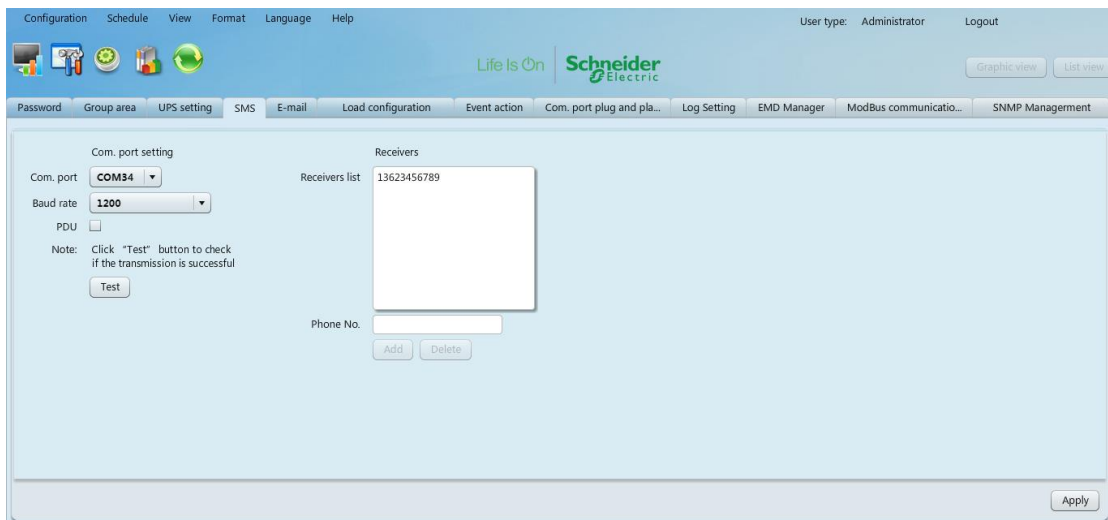 Configuration Schedule View Format Language Help User type: Administrator Logout
Life Is On Schneider Electric
Graphic view List view
Password Group area UPS setting SMS E-mail Load configuration Event action Com. port plug and pla... Log Setting EMD Manager ModBus communicatio... SNMP Managerment
Com. port setting
Com. port COM34
Baud rate 1200
PDU
Note: Click "Test" button to check
if the transmission is successful
Test
Receivers
Receivers list 13623456789
Phone No.
Add Delete
Apply